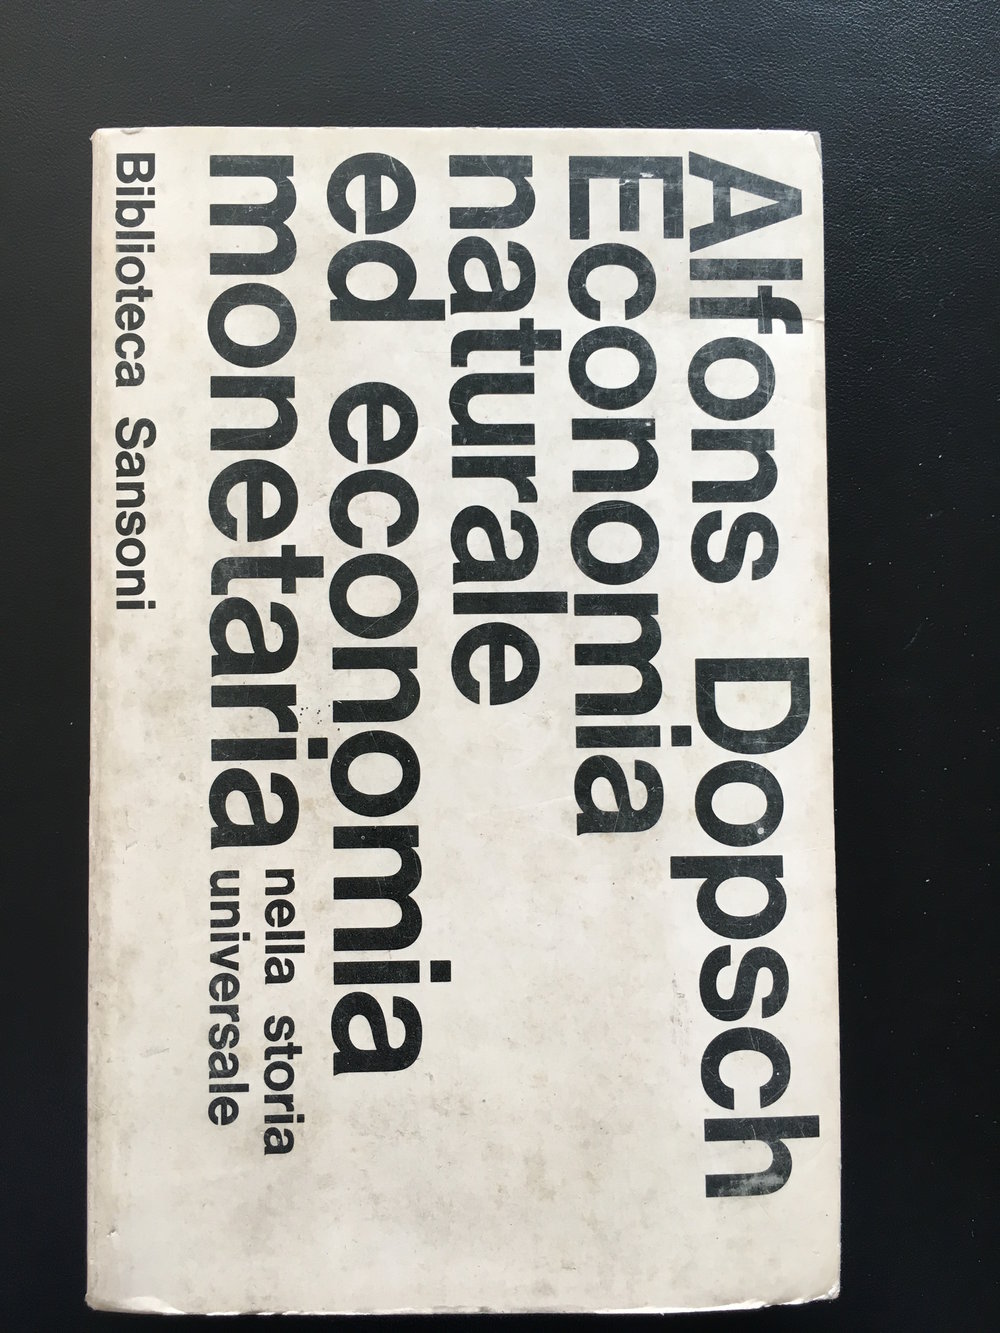 Alfons Dopsch
Economia
naturale
ed economia
monetaria
nella storia
universale
Biblioteca Sansoni